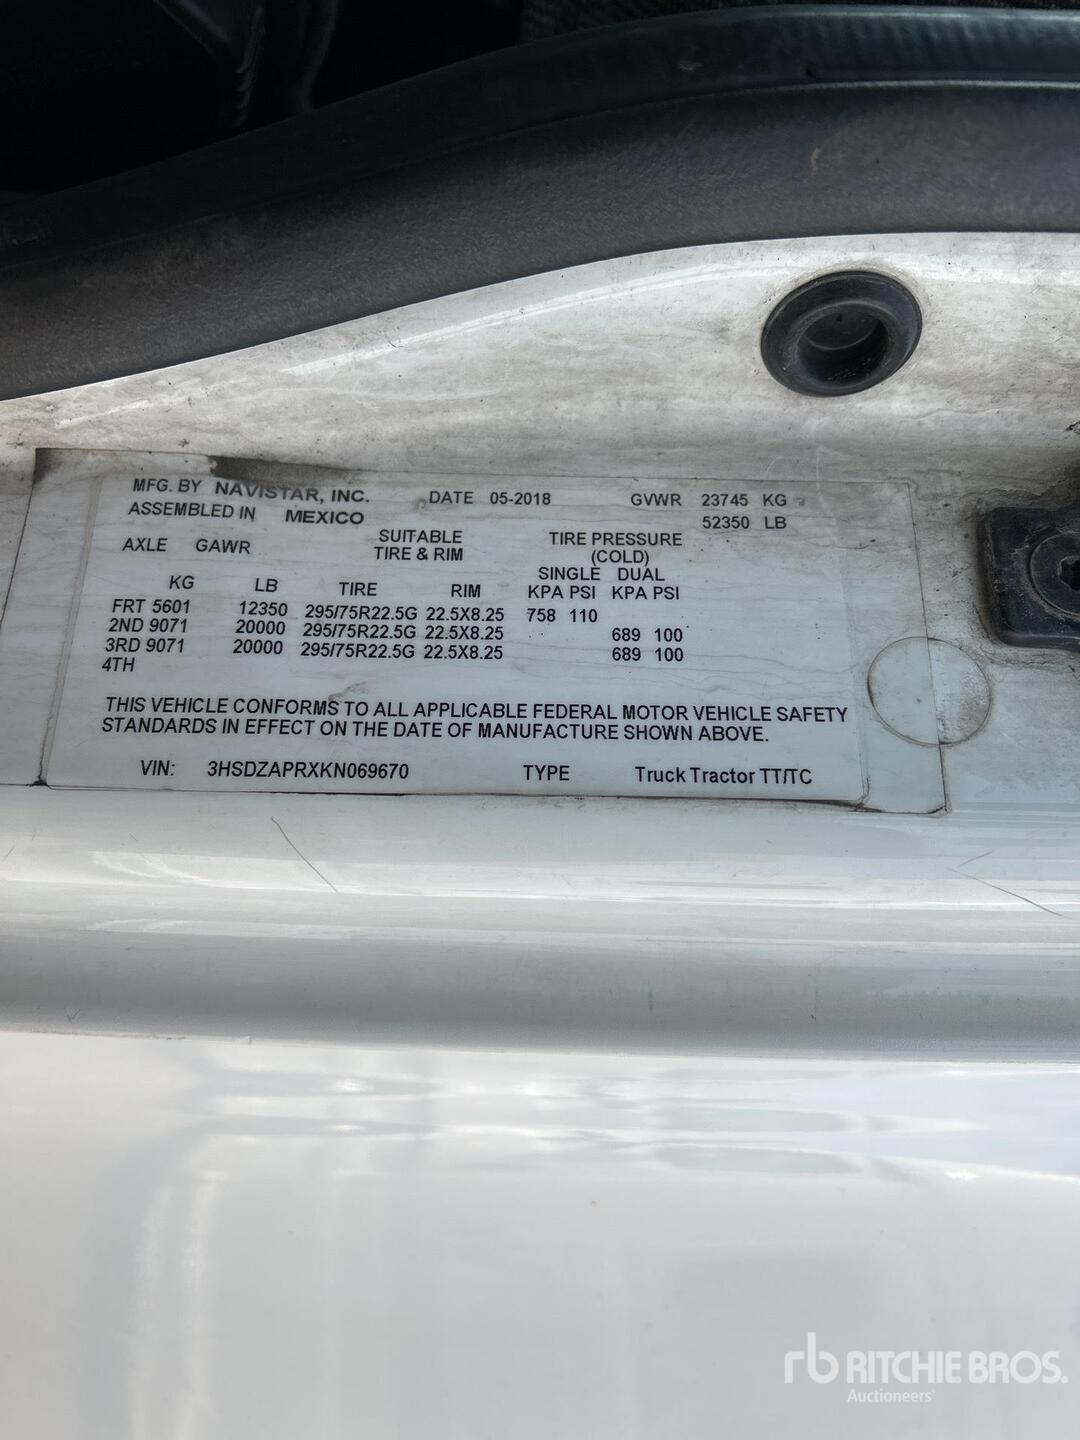 MFG. BY NAVISTAR, INC. DATE 05-2018 GVWR 23745 KG
ASSEMBLED IN MEXICO 52350 LB
AXLE GAWR SUITABLE TIRE PRESSURE
TIRE & RIM (COLD)
SINGLE DUAL
KG LB TIRE RIM KPA PSI KPA PSI
FRT 5601 12350 295/75R22.5G 22.5X8.25 758 110
2ND 9071 20000 295/75R22.5G 22.5X8.25 689 100
3RD 9071 20000 295/75R22.5G 22.5X8.25 689 100
4TH
THIS VEHICLE CONFORMS TO ALL APPLICABLE FEDERAL MOTOR VEHICLE SAFETY
STANDARDS IN EFFECT ON THE DATE OF MANUFACTURE SHOWN ABOVE.
VIN: 3HSDZAPRXKN069670 TYPE Truck Tractor TT/TC
rb RITCHIE BROS.
Auctioneers